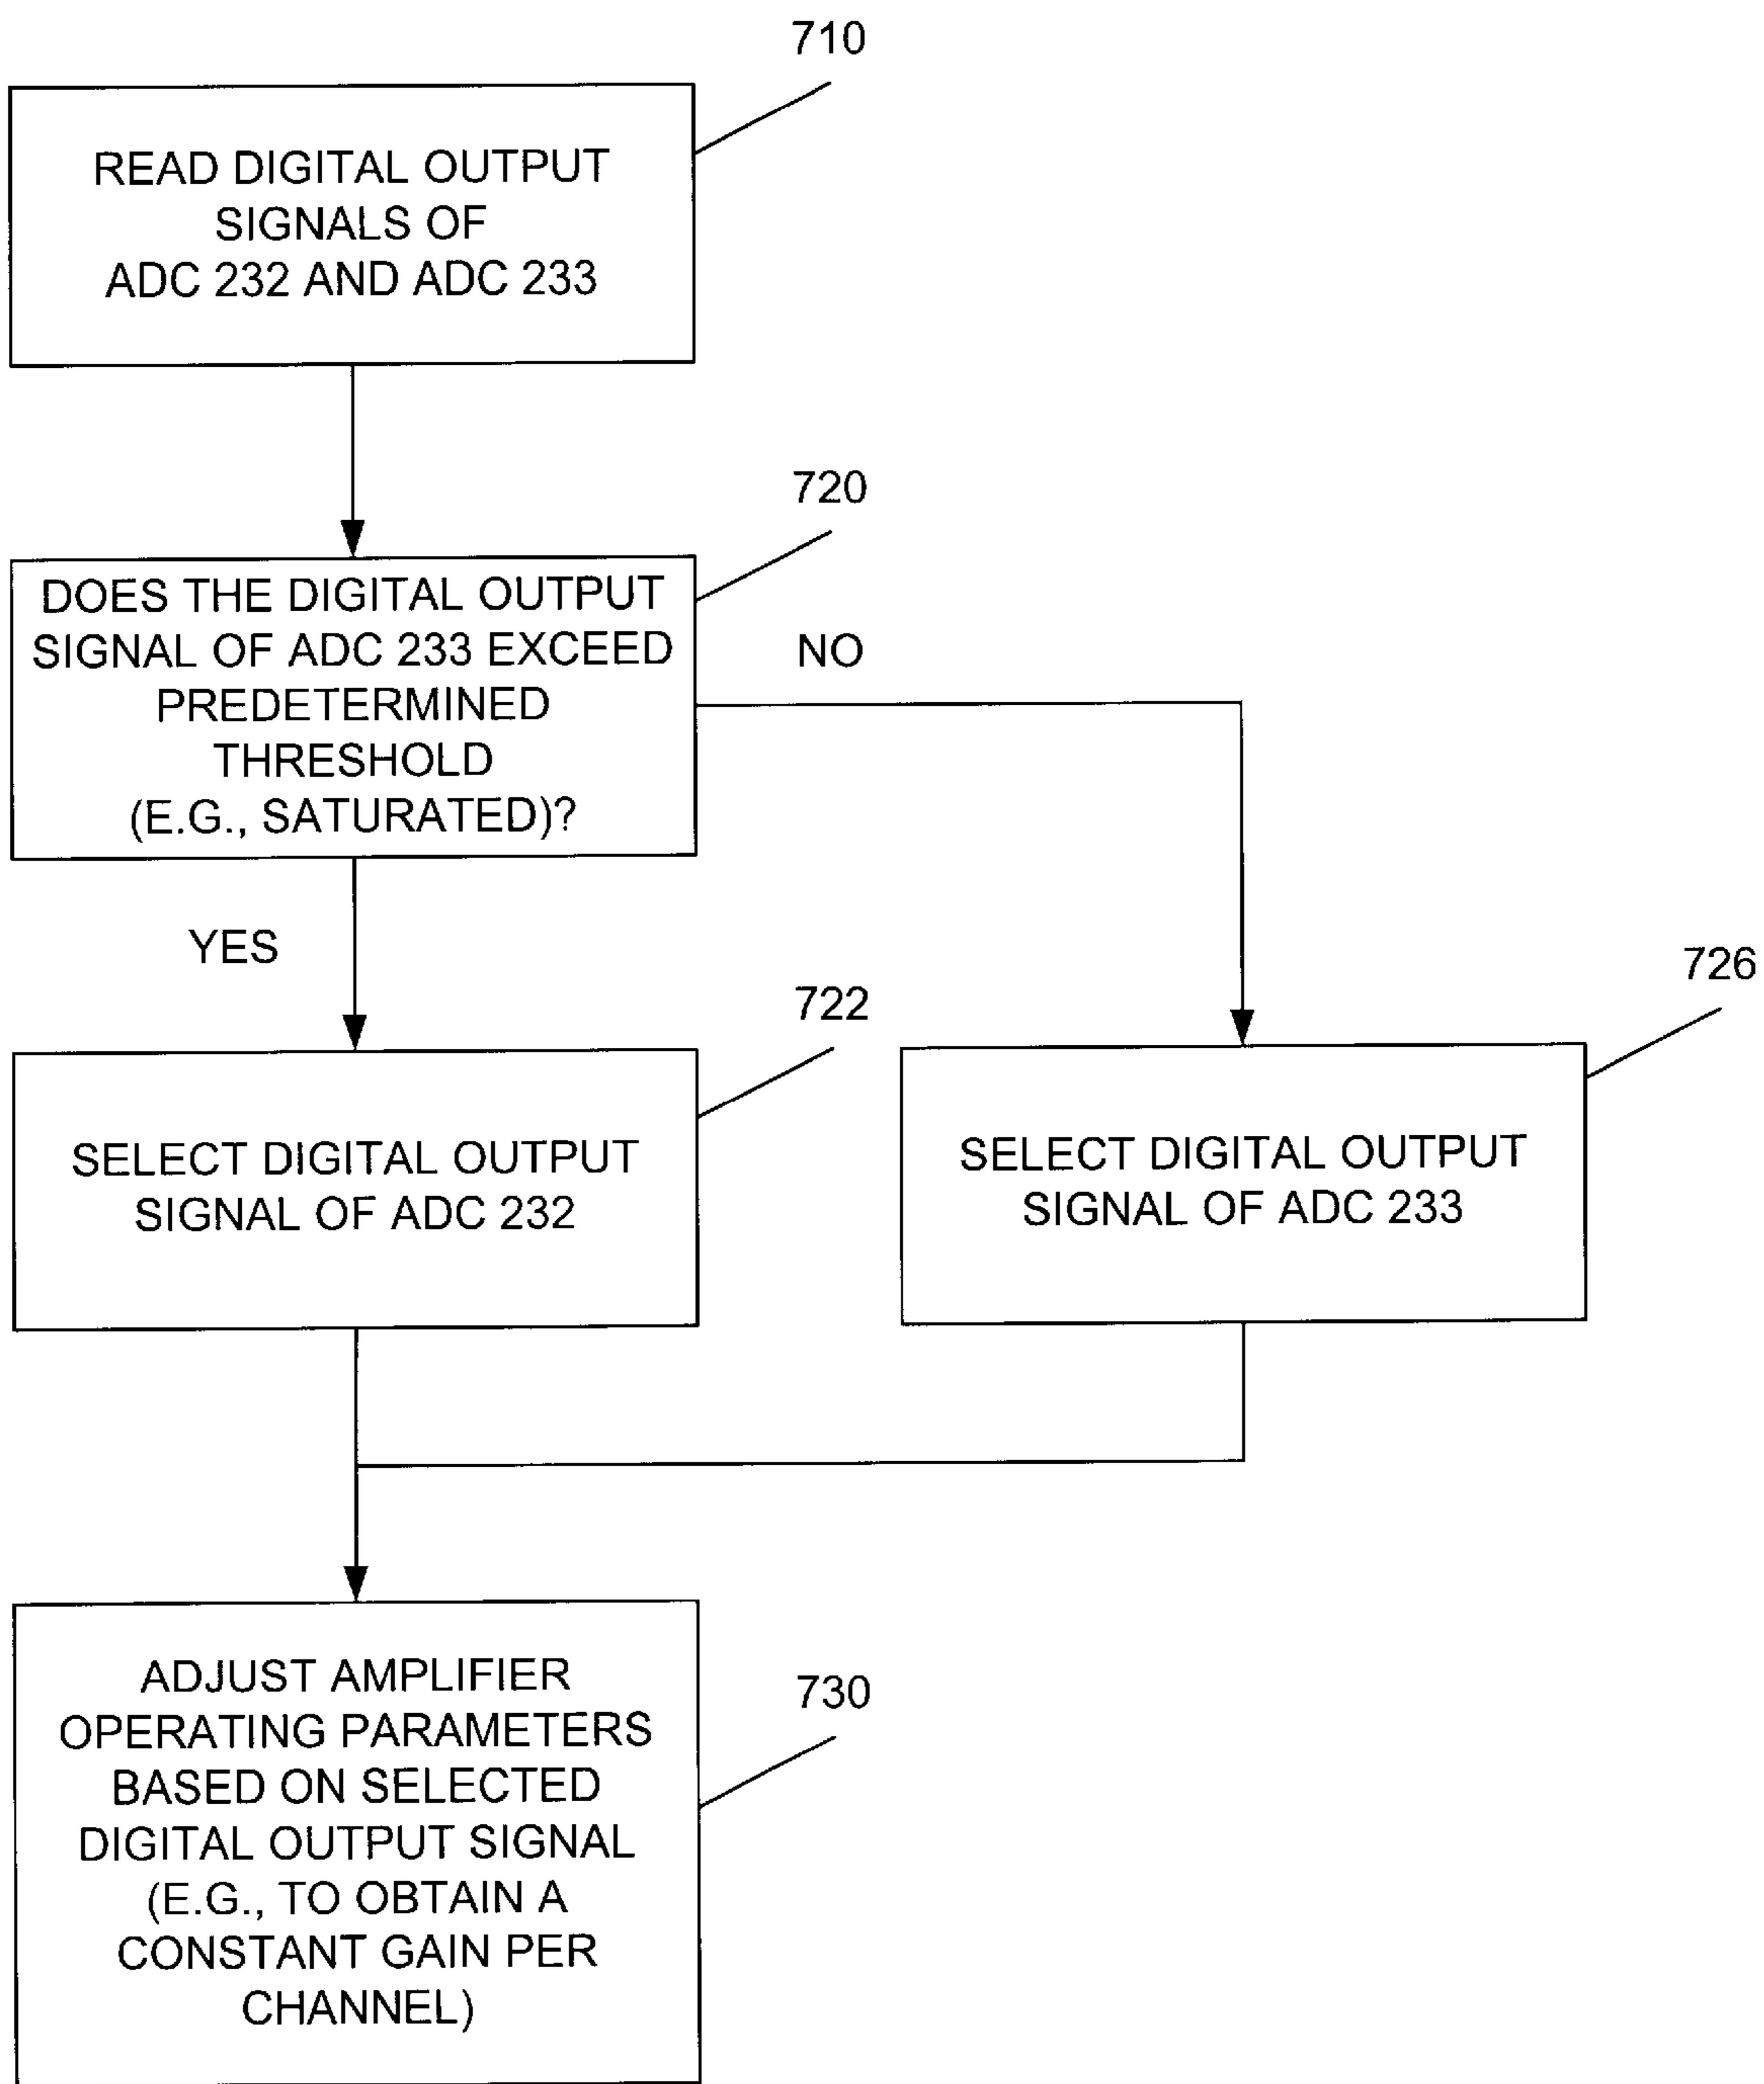 710
READ DIGITAL OUTPUT
SIGNALS OF
ADC 232 AND ADC 233
720
DOES THE DIGITAL OUTPUT
SIGNAL OF ADC 233 EXCEED
PREDETERMINED
THRESHOLD
(E.G., SATURATED)?
NO
YES
722
726
SELECT DIGITAL OUTPUT
SIGNAL OF ADC 232
SELECT DIGITAL OUTPUT
SIGNAL OF ADC 233
730
ADJUST AMPLIFIER
OPERATING PARAMETERS
BASED ON SELECTED
DIGITAL OUTPUT SIGNAL
(E.G., TO OBTAIN A
CONSTANT GAIN PER
CHANNEL)